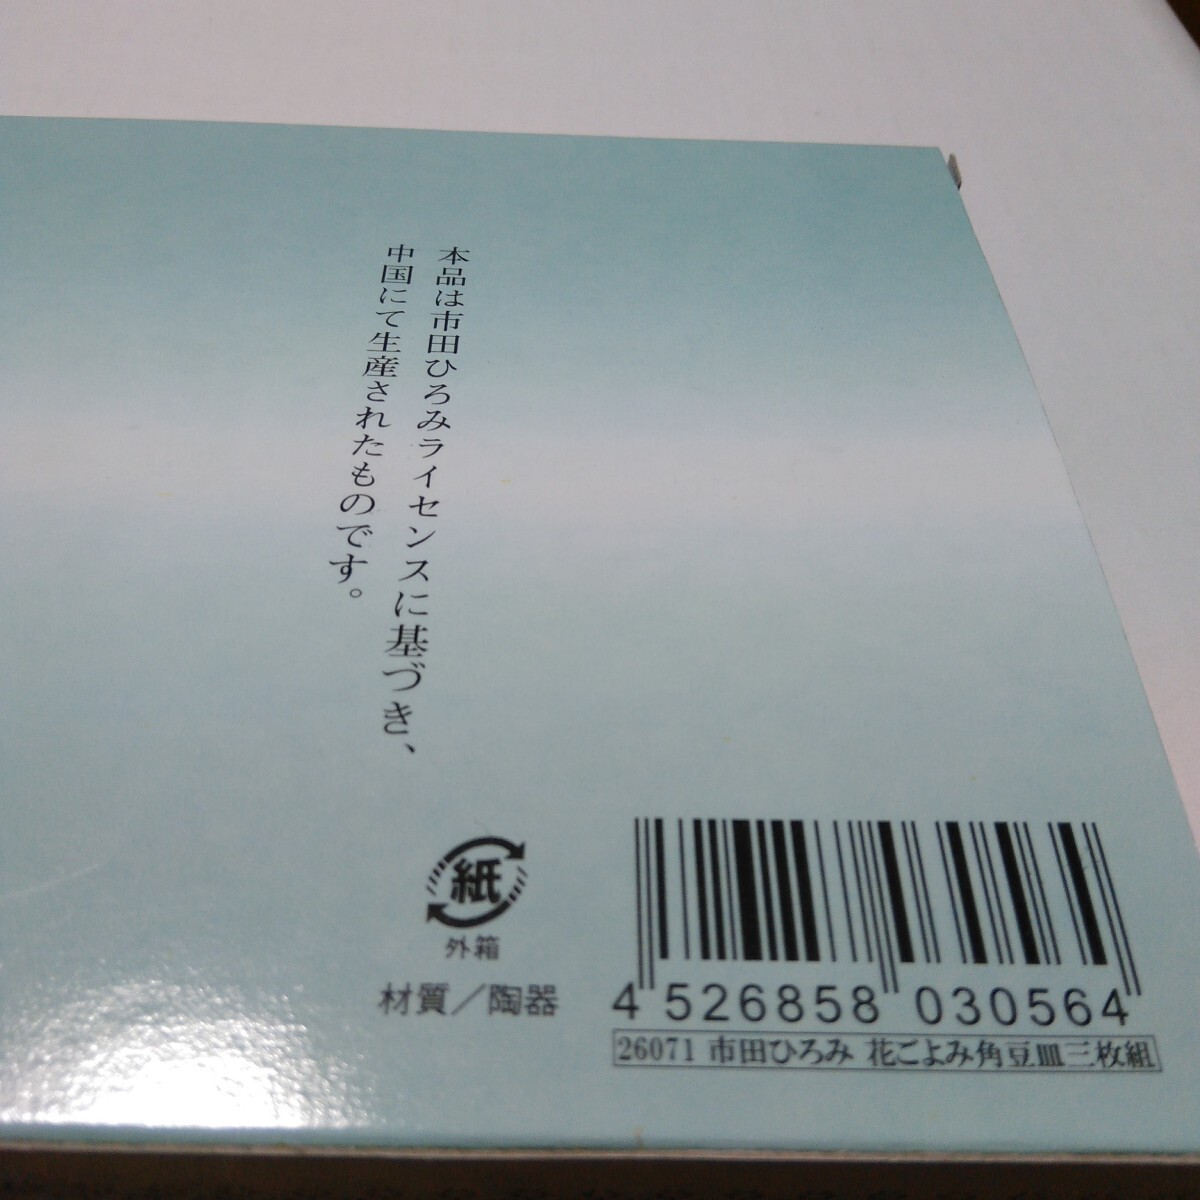 本品は市田ひろみライセンスに基づき、
中国にて生産されたものです。
紙
外箱
材質／陶器
4 526858 030564
26071 市田ひろみ 花ごよみ角豆皿三枚組